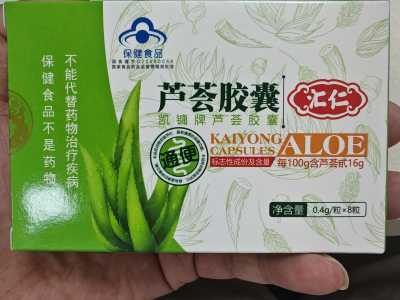 保健食品
不能代替药物治疗疾病
保健食品不是药物
芦荟胶囊
汇仁
凯镛牌芦荟胶囊
KAIYONG
CAPSULES
ALOE
标志性成份及含量
每100g含芦荟甙16g
通便
净含量
0.4g/粒×8粒